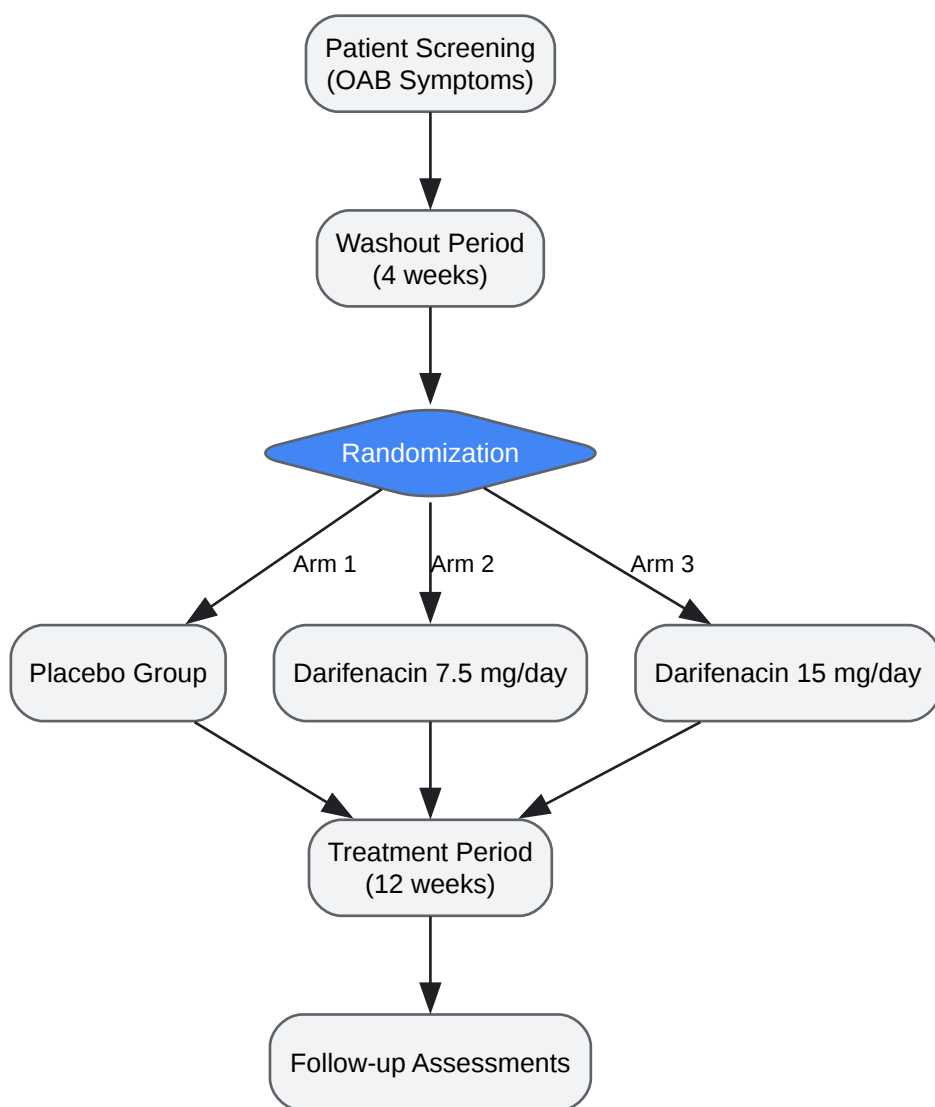 Patient Screening
(OAB Symptoms)
Washout Period
(4 weeks)
Randomization
Arm 1
Arm 2
Arm 3
Placebo Group
Darifenacin 7.5 mg/day
Darifenacin 15 mg/day
Treatment Period
(12 weeks)
Follow-up Assessments